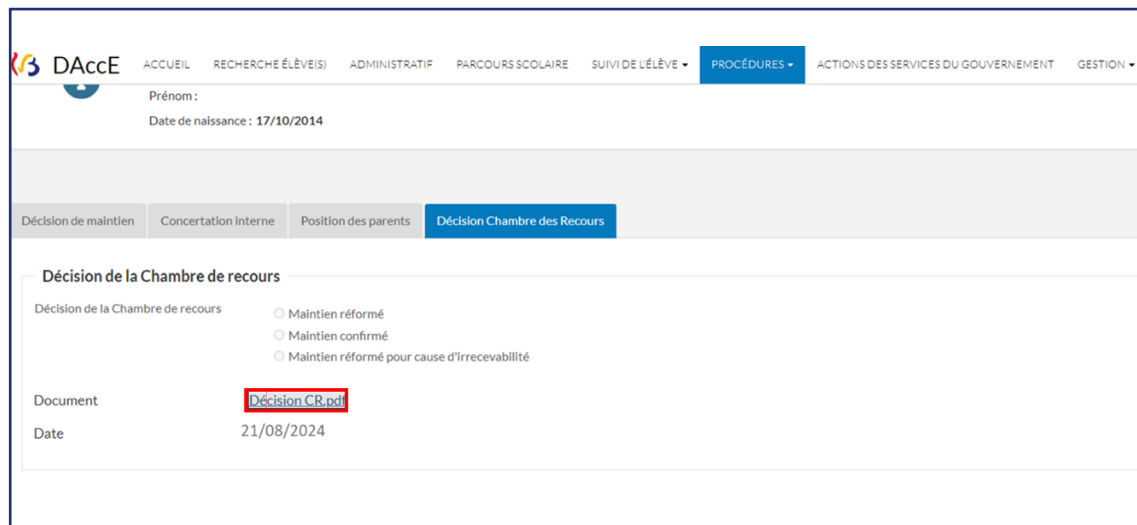 DAccE ACCUEIL RECHERCHE ÉLÈVE(S) ADMINISTRATIF PARCOURS SCOLAIRE SUIVI DE L'ÉLÈVE PROCÉDURES ACTIONS DES SERVICES DU GOUVERNEMENT GESTION
Prénom :
Date de naissance : 17/10/2014
Décision de maintien Concertation interne Position des parents Décision Chambre des Recours
Décision de la Chambre de recours
Décision de la Chambre de recours Maintien réformé
Maintien confirmé
Maintien réformé pour cause d'irrecevabilité
Document Décision CR.pdf
Date 21/08/2024